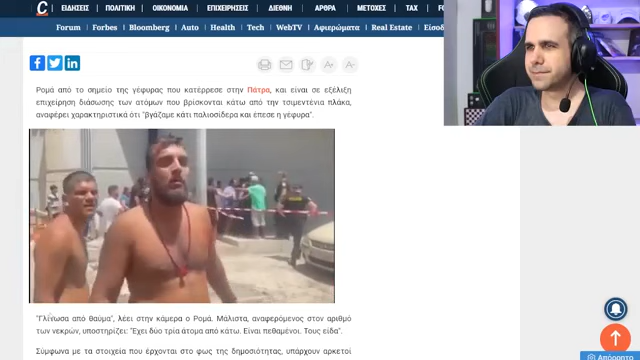 C ΕΙΔΗΣΕΙΣ ΠΟΛΙΤΙΚΗ ΟΙΚΟΝΟΜΙΑ ΕΠΙΧΕΙΡΗΣΕΙΣ ΔΙΕΘΝΗ ΑΡΘΡΑ ΜΕΤΟΧΕΣ TAX
Forum Forbes Bloomberg Auto Health Tech WebTV Αφιερώματα Real Estate
f in A+ A-
Ρομά από το σημείο της γέφυρας που κατέρρεσε στην Πάτρα, και είναι σε εξέλιξη
επιχείρηση διάσωσης των ατόμων που βρίσκονται κάτω από την τσιμεντένια πλάκα,
αναφέρει χαρακτηριστικά ότι "βγάζαμε κάτι παλιοσίδερα και έπεσε η γέφυρα".
"Γλίτωσα από θαύμα", λέει στην κάμερα ο Ρομά. Μάλιστα, αναφερόμενος στον αριθμό
των νεκρών, υποστηρίζει: "Έχει δύο τρία άτομα από κάτω. Είναι πεθαμένοι. Τους είδα".
Σύμφωνα με τα στοιχεία που έρχονται στο φως της δημοσιότητας, υπάρχουν αρκετοί
Απόρρητο